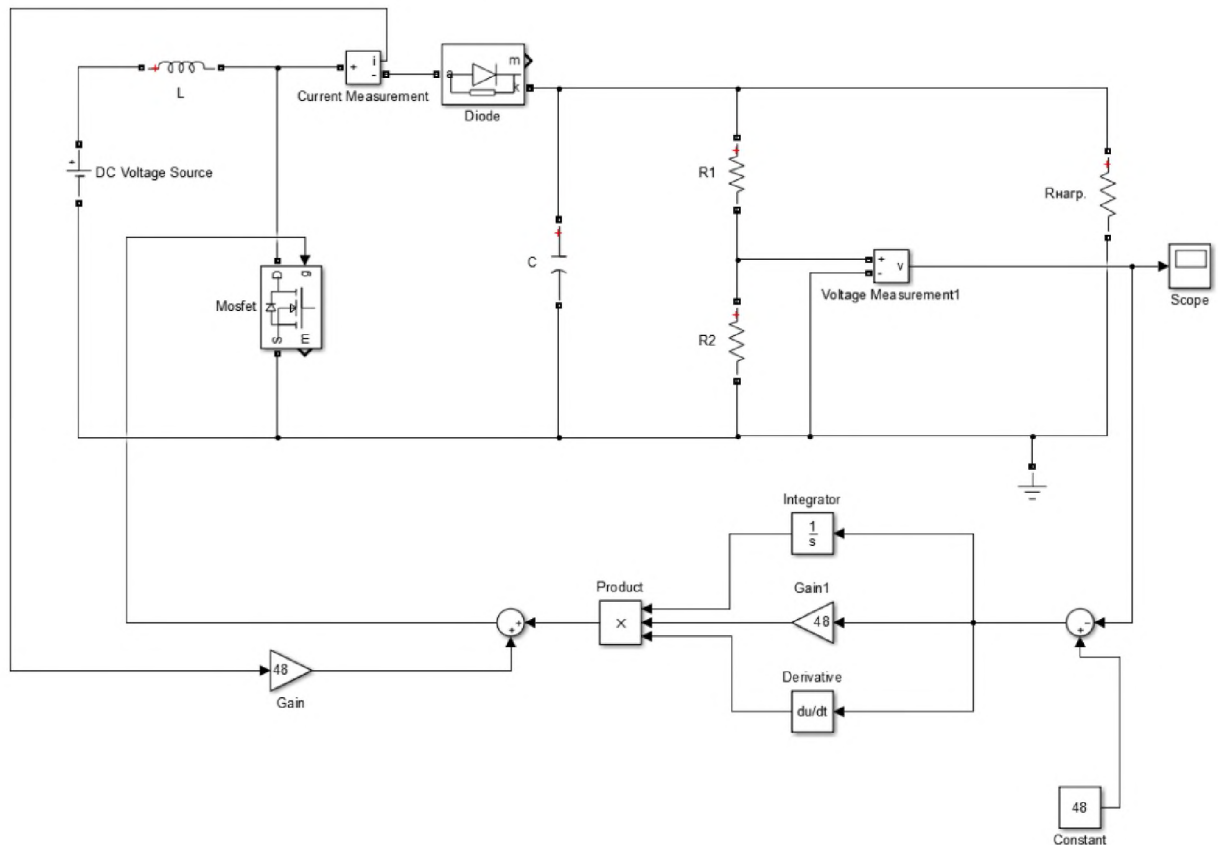 L
i
+
-
Current Measurement
m
a
k
Diode
DC Voltage Source
+
R1
Rнагр.
C
g
D
Mosfet
S
m
+
-
v
Voltage Measurement1
Scope
R2
Integrator
1
s
Product
×
Gain1
48
+
+
-
+
48
Gain
Derivative
du/dt
48
Constant